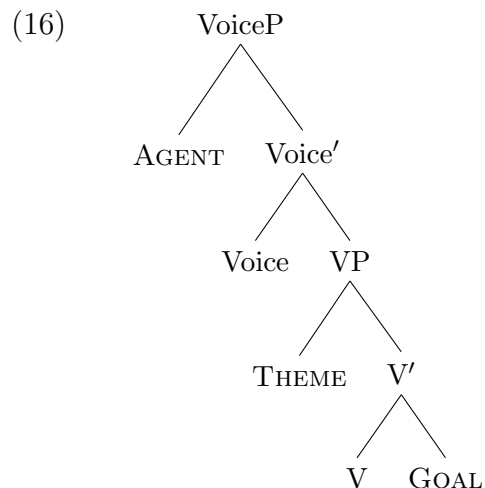 (16) VoiceP
AGENT Voice′
Voice VP
THEME V′
V GOAL